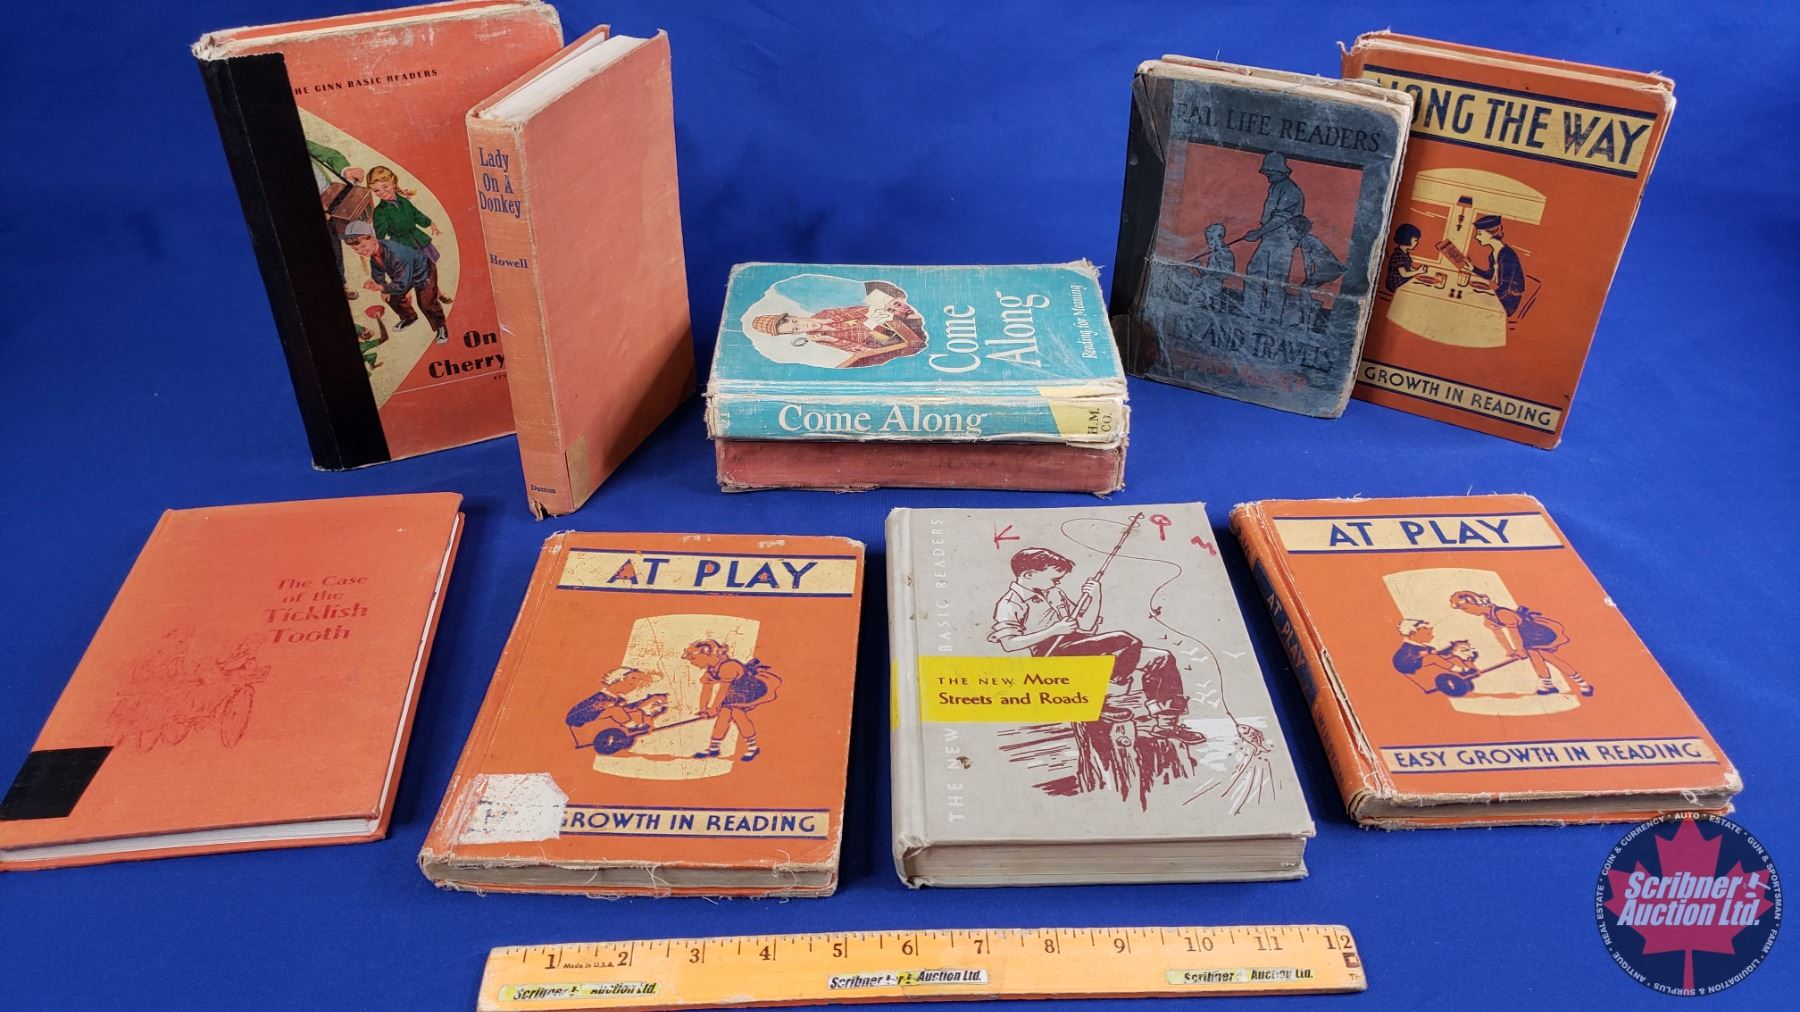 THE GINN BASIC READERS
On
Cherry
Lady
On A
Donkey
Howell
Dutton
Come
Along
Reading for Meaning
Come Along
H.M.
CO.
REAL LIFE READERS
AND TRAVELS
ALONG THE WAY
GROWTH IN READING
The Case
of the
Ticklish
Tooth
AT PLAY
GROWTH IN READING
K
THE NEW BASIC READERS
THE NEW More
Streets and Roads
AT PLAY
AT PLAY
EASY GROWTH IN READING
1 2 3 4 5 6 7 8 9 10 11 12
Made in U.S.A.
Scribner Auction Ltd.
Scribner Auction Ltd.
Scribner Auction Ltd.
Scribner
Auction Ltd.
COIN & CURRENCY • AUTO • ESTATE • GUN & SPORTSMAN • FARM • LIQUIDATION & SURPLUS • ANTIQUE • REAL ESTATE